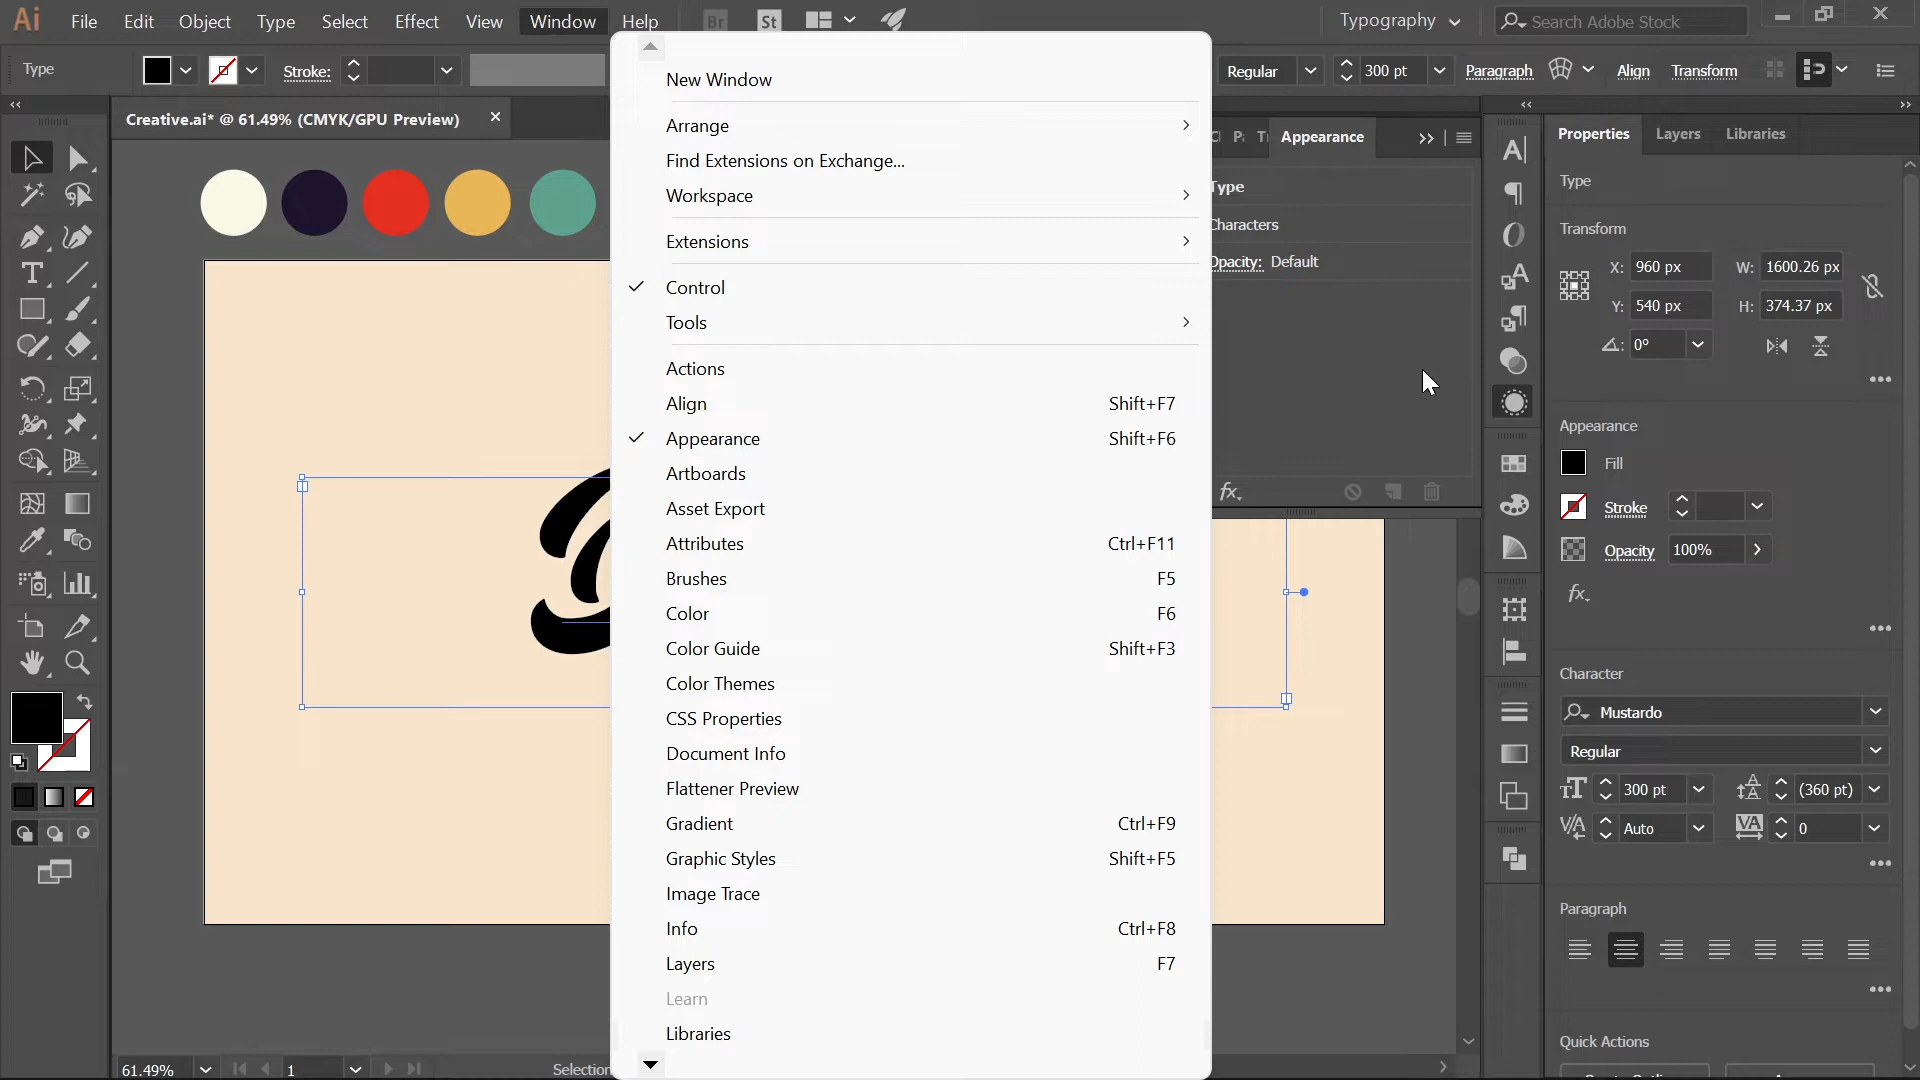 Ai File Edit Object Type Select Effect View Window Help Br St Typography Search Adobe Stock
Type Stroke: Regular 300 pt Paragraph Align Transform
Creative.ai* @ 61.49% (CMYK/GPU Preview)
New Window
Arrange
Find Extensions on Exchange...
Workspace
Extensions
Control
Tools
Actions
Align Shift+F7
Appearance Shift+F6
Artboards
Asset Export
Attributes Ctrl+F11
Brushes F5
Color F6
Color Guide Shift+F3
Color Themes
CSS Properties
Document Info
Flattener Preview
Gradient Ctrl+F9
Graphic Styles Shift+F5
Image Trace
Info Ctrl+F8
Layers F7
Learn
Libraries
Appearance
Type
Characters
Opacity: Default
fx.
Properties Layers Libraries
Type
Transform
X: 960 px W: 1600.26 px
Y: 540 px H: 374.37 px
0°
Appearance
Fill
Stroke
Opacity 100%
fx.
Character
Mustardo
Regular
300 pt (360 pt)
Auto 0
Paragraph
Quick Actions
61.49% 1 Selection